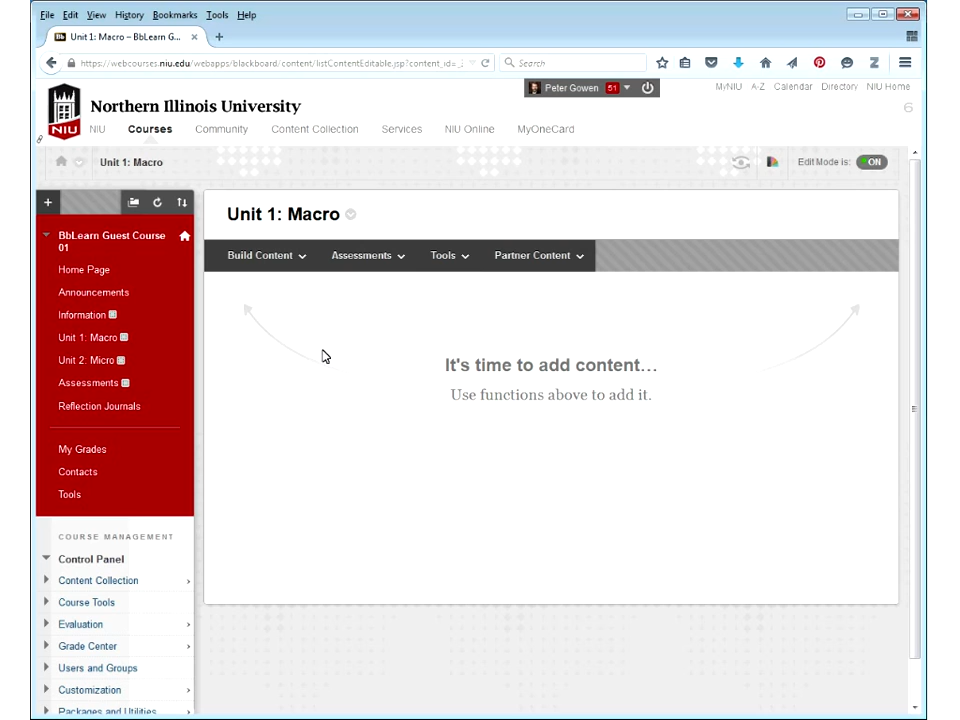 File Edit View History Bookmarks Tools Help
Bb Unit 1: Macro – BbLearn G... × +
https://webcourses.niu.edu/webapps/blackboard/content/listContentEditable.jsp?content_id=_ Search
Peter Gowen 51
MyNIU A-Z Calendar Directory NIU Home
NIU
Northern Illinois University
6
NIU Courses Community Content Collection Services NIU Online MyOneCard
Unit 1: Macro
Edit Mode is: ON
BbLearn Guest Course
01
Home Page
Announcements
Information
Unit 1: Macro
Unit 2: Micro
Assessments
Reflection Journals
My Grades
Contacts
Tools
COURSE MANAGEMENT
Control Panel
Content Collection
Course Tools
Evaluation
Grade Center
Users and Groups
Customization
Packages and Utilities
Unit 1: Macro
Build Content Assessments Tools Partner Content
It's time to add content...
Use functions above to add it.